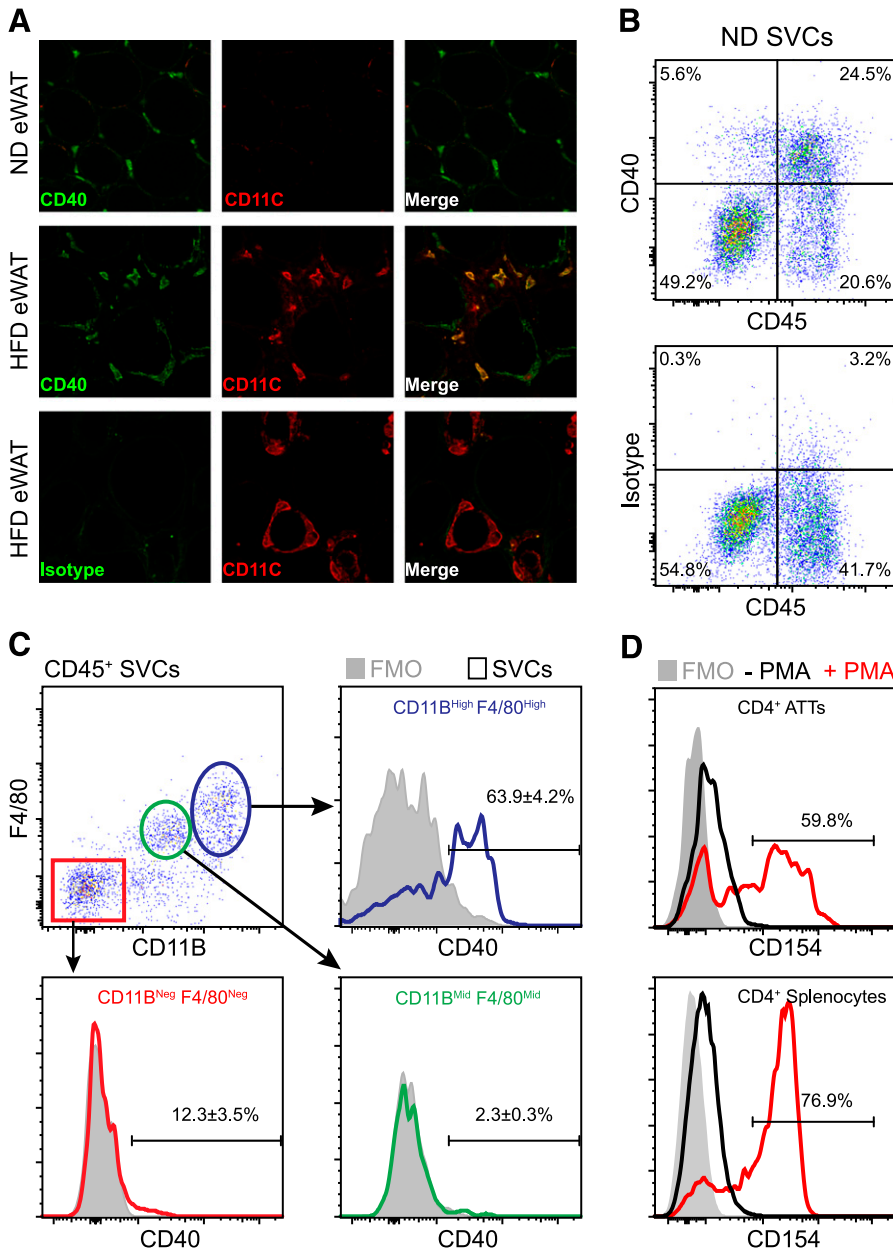 A
ND eWAT
CD40
CD11C
Merge
HFD eWAT
CD40
CD11C
Merge
HFD eWAT
Isotype
CD11C
Merge
B
ND SVCs
5.6%
24.5%
CD40
49.2%
20.6%
CD45
0.3%
3.2%
Isotype
54.8%
41.7%
CD45
C
CD45⁺ SVCs
F4/80
CD11B
FMO
SVCs
CD11BHigh F4/80High
63.9±4.2%
CD40
CD11BNeg F4/80Neg
12.3±3.5%
CD40
CD11BMid F4/80Mid
2.3±0.3%
CD40
D
FMO - PMA + PMA
CD4⁺ ATTs
59.8%
CD154
CD4⁺ Splenocytes
76.9%
CD154